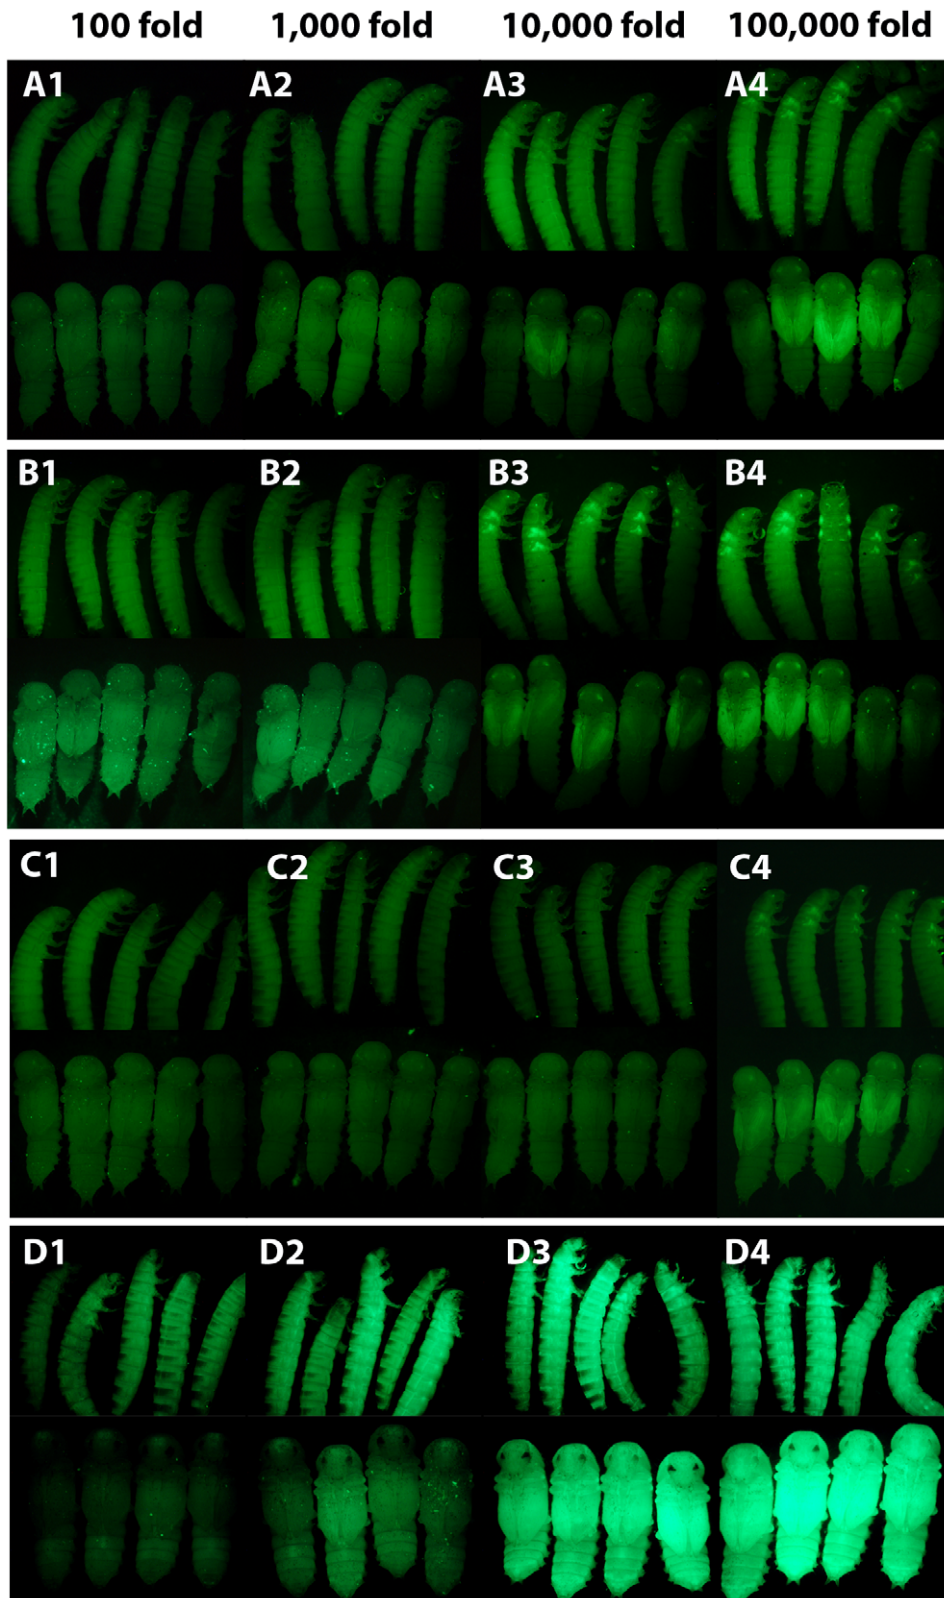 100 fold 1,000 fold 10,000 fold 100,000 fold
A1 A2 A3 A4
B1 B2 B3 B4
C1 C2 C3 C4
D1 D2 D3 D4